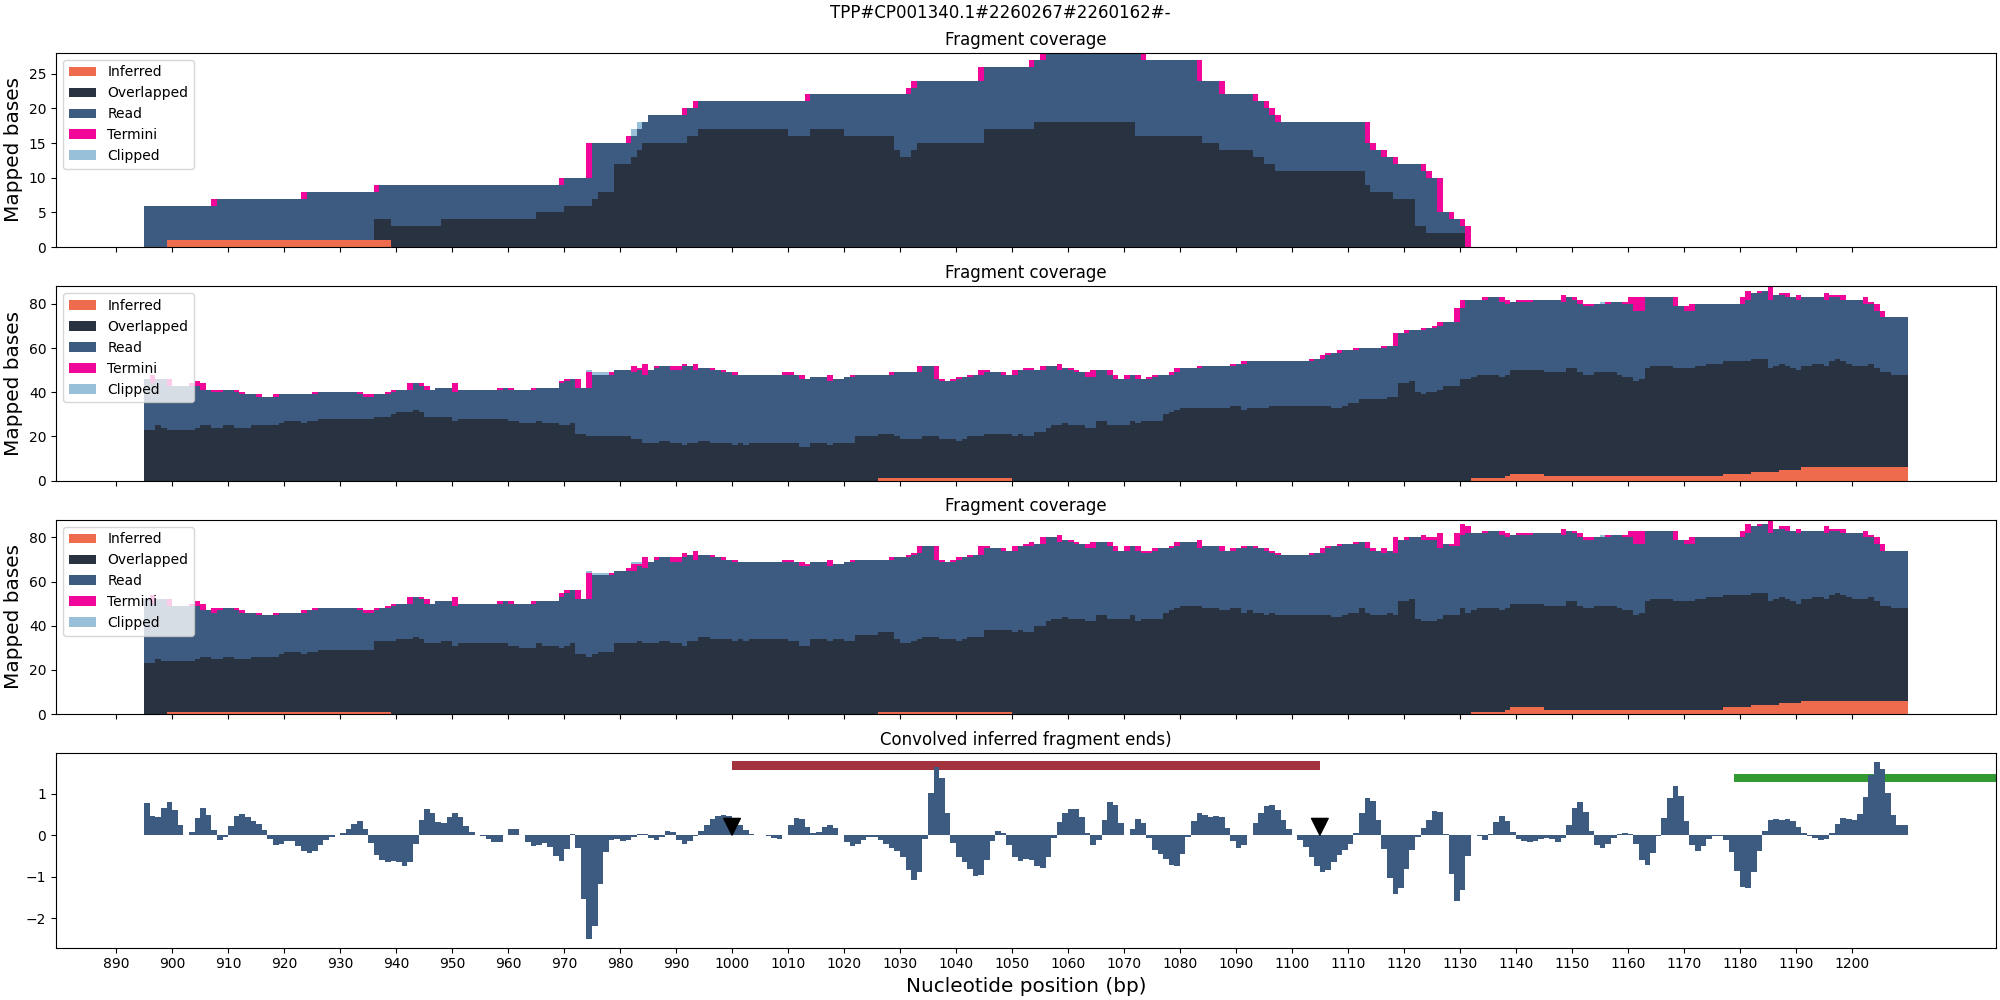 TPP#CP001340.1#2260267#2260162#-
Fragment coverage
Mapped bases
25
20
15
10
5
0
Inferred
Overlapped
Read
Termini
Clipped
Fragment coverage
Mapped bases
80
60
40
20
0
Inferred
Overlapped
Read
Termini
Clipped
Fragment coverage
Mapped bases
80
60
40
20
0
Inferred
Overlapped
Read
Termini
Clipped
Convolved inferred fragment ends)
1
0
−1
−2
890 900 910 920 930 940 950 960 970 980 990 1000 1010 1020 1030 1040 1050 1060 1070 1080 1090 1100 1110 1120 1130 1140 1150 1160 1170 1180 1190 1200
Nucleotide position (bp)